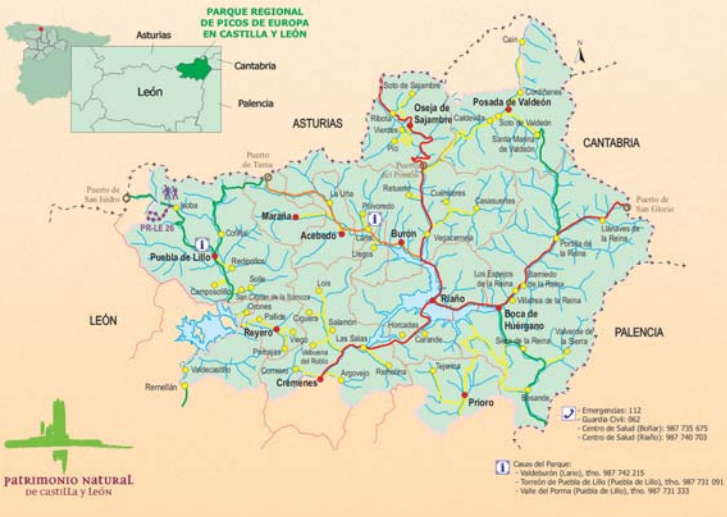 PARQUE REGIONAL
DE PICOS DE EUROPA
EN CASTILLA Y LEÓN
Asturias
Cantabria
León
Palencia
N
Caín
ASTURIAS
Soto de Sajambre
Cordiñanes
Oseja de
Sajambre
Posada de Valdeón
Ribota
Caldevilla
Soto de Valdeón
Vierdes
Pío
Santa Marina
de Valdeón
CANTABRIA
Puerto
de Tarna
Puerto
del Pontón
Puerto de
San Isidro
Isoba
PR-LE 26
La Uña
Retuerto
Cuénabres
Casasuertes
Puerto de
San Glorio
Polvoredo
Maraña
Acebedo
Lario
Burón
Vegacerneja
Llánaves de
la Reina
Cofiñal
Liegos
Portilla de
la Reina
Puebla de Lillo
Redipollos
Solle
Camposolillo
San Cibrián de la Somoza
Lois
Los Espejos
de la Reina
Barniedo
de la Reina
Riaño
Villafrea de la Reina
LEÓN
Orones
Pallide
Ciguera
Salamón
Boca de
Huérgano
Reyero
Viego
Horcadas
Carande
PALENCIA
Primajas
Valbuena
del Roblo
Las Salas
Siero de la Reina
Valverde de
la Sierra
Valdecastillo
Corniero
Argovejo
Remolina
Tejerina
Remellán
Crémenes
Prioro
Besande
- Emergencias: 112
- Guardia Civil: 062
- Centro de Salud (Boñar): 987 735 675
- Centro de Salud (Riaño): 987 740 703
Casas del Parque:
- Valdeburón (Lario), tfno. 987 742 215
- Torreón de Puebla de Lillo (Puebla de Lillo), tfno. 987 731 091
- Valle del Porma (Puebla de Lillo), tfno. 987 731 333
patrimonio natural
de castilla y león